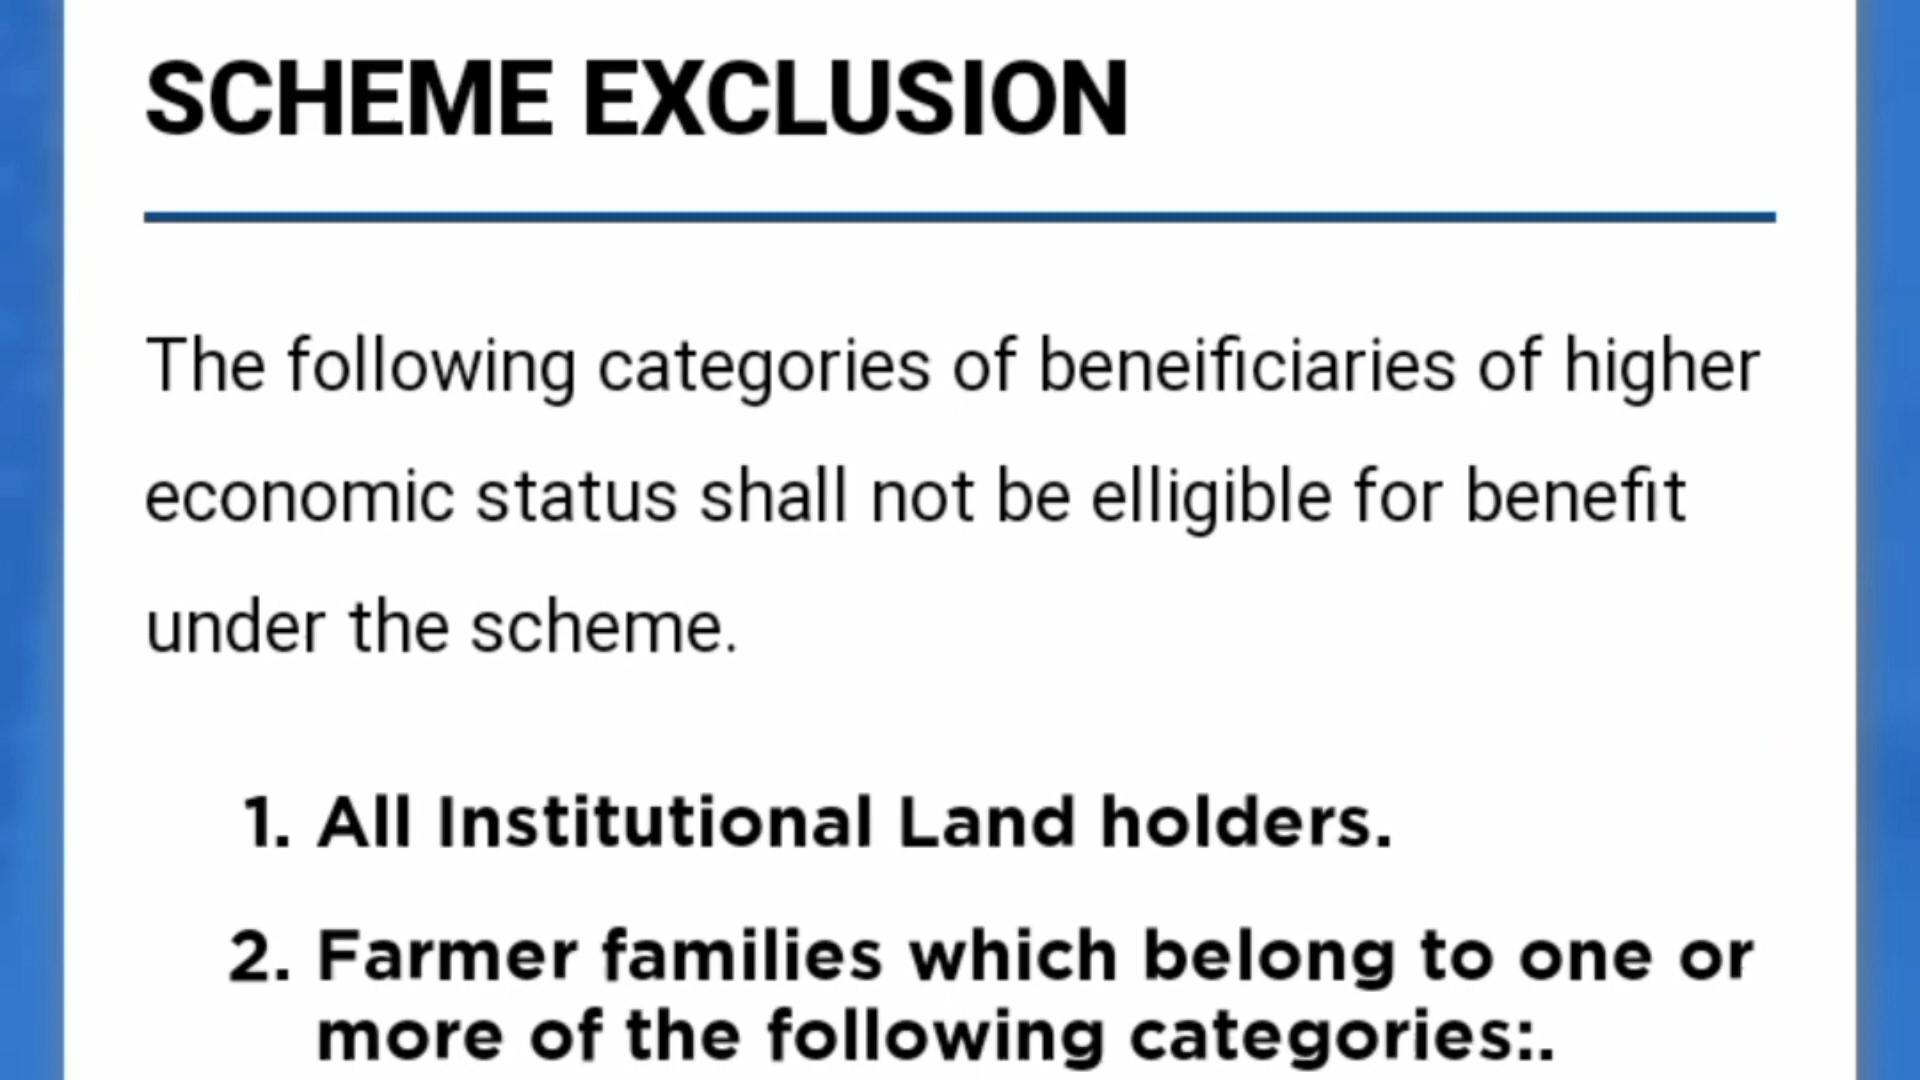 SCHEME EXCLUSION
The following categories of beneificiaries of higher
economic status shall not be elligible for benefit
under the scheme.
1. All Institutional Land holders.
2. Farmer families which belong to one or
more of the following categories:.